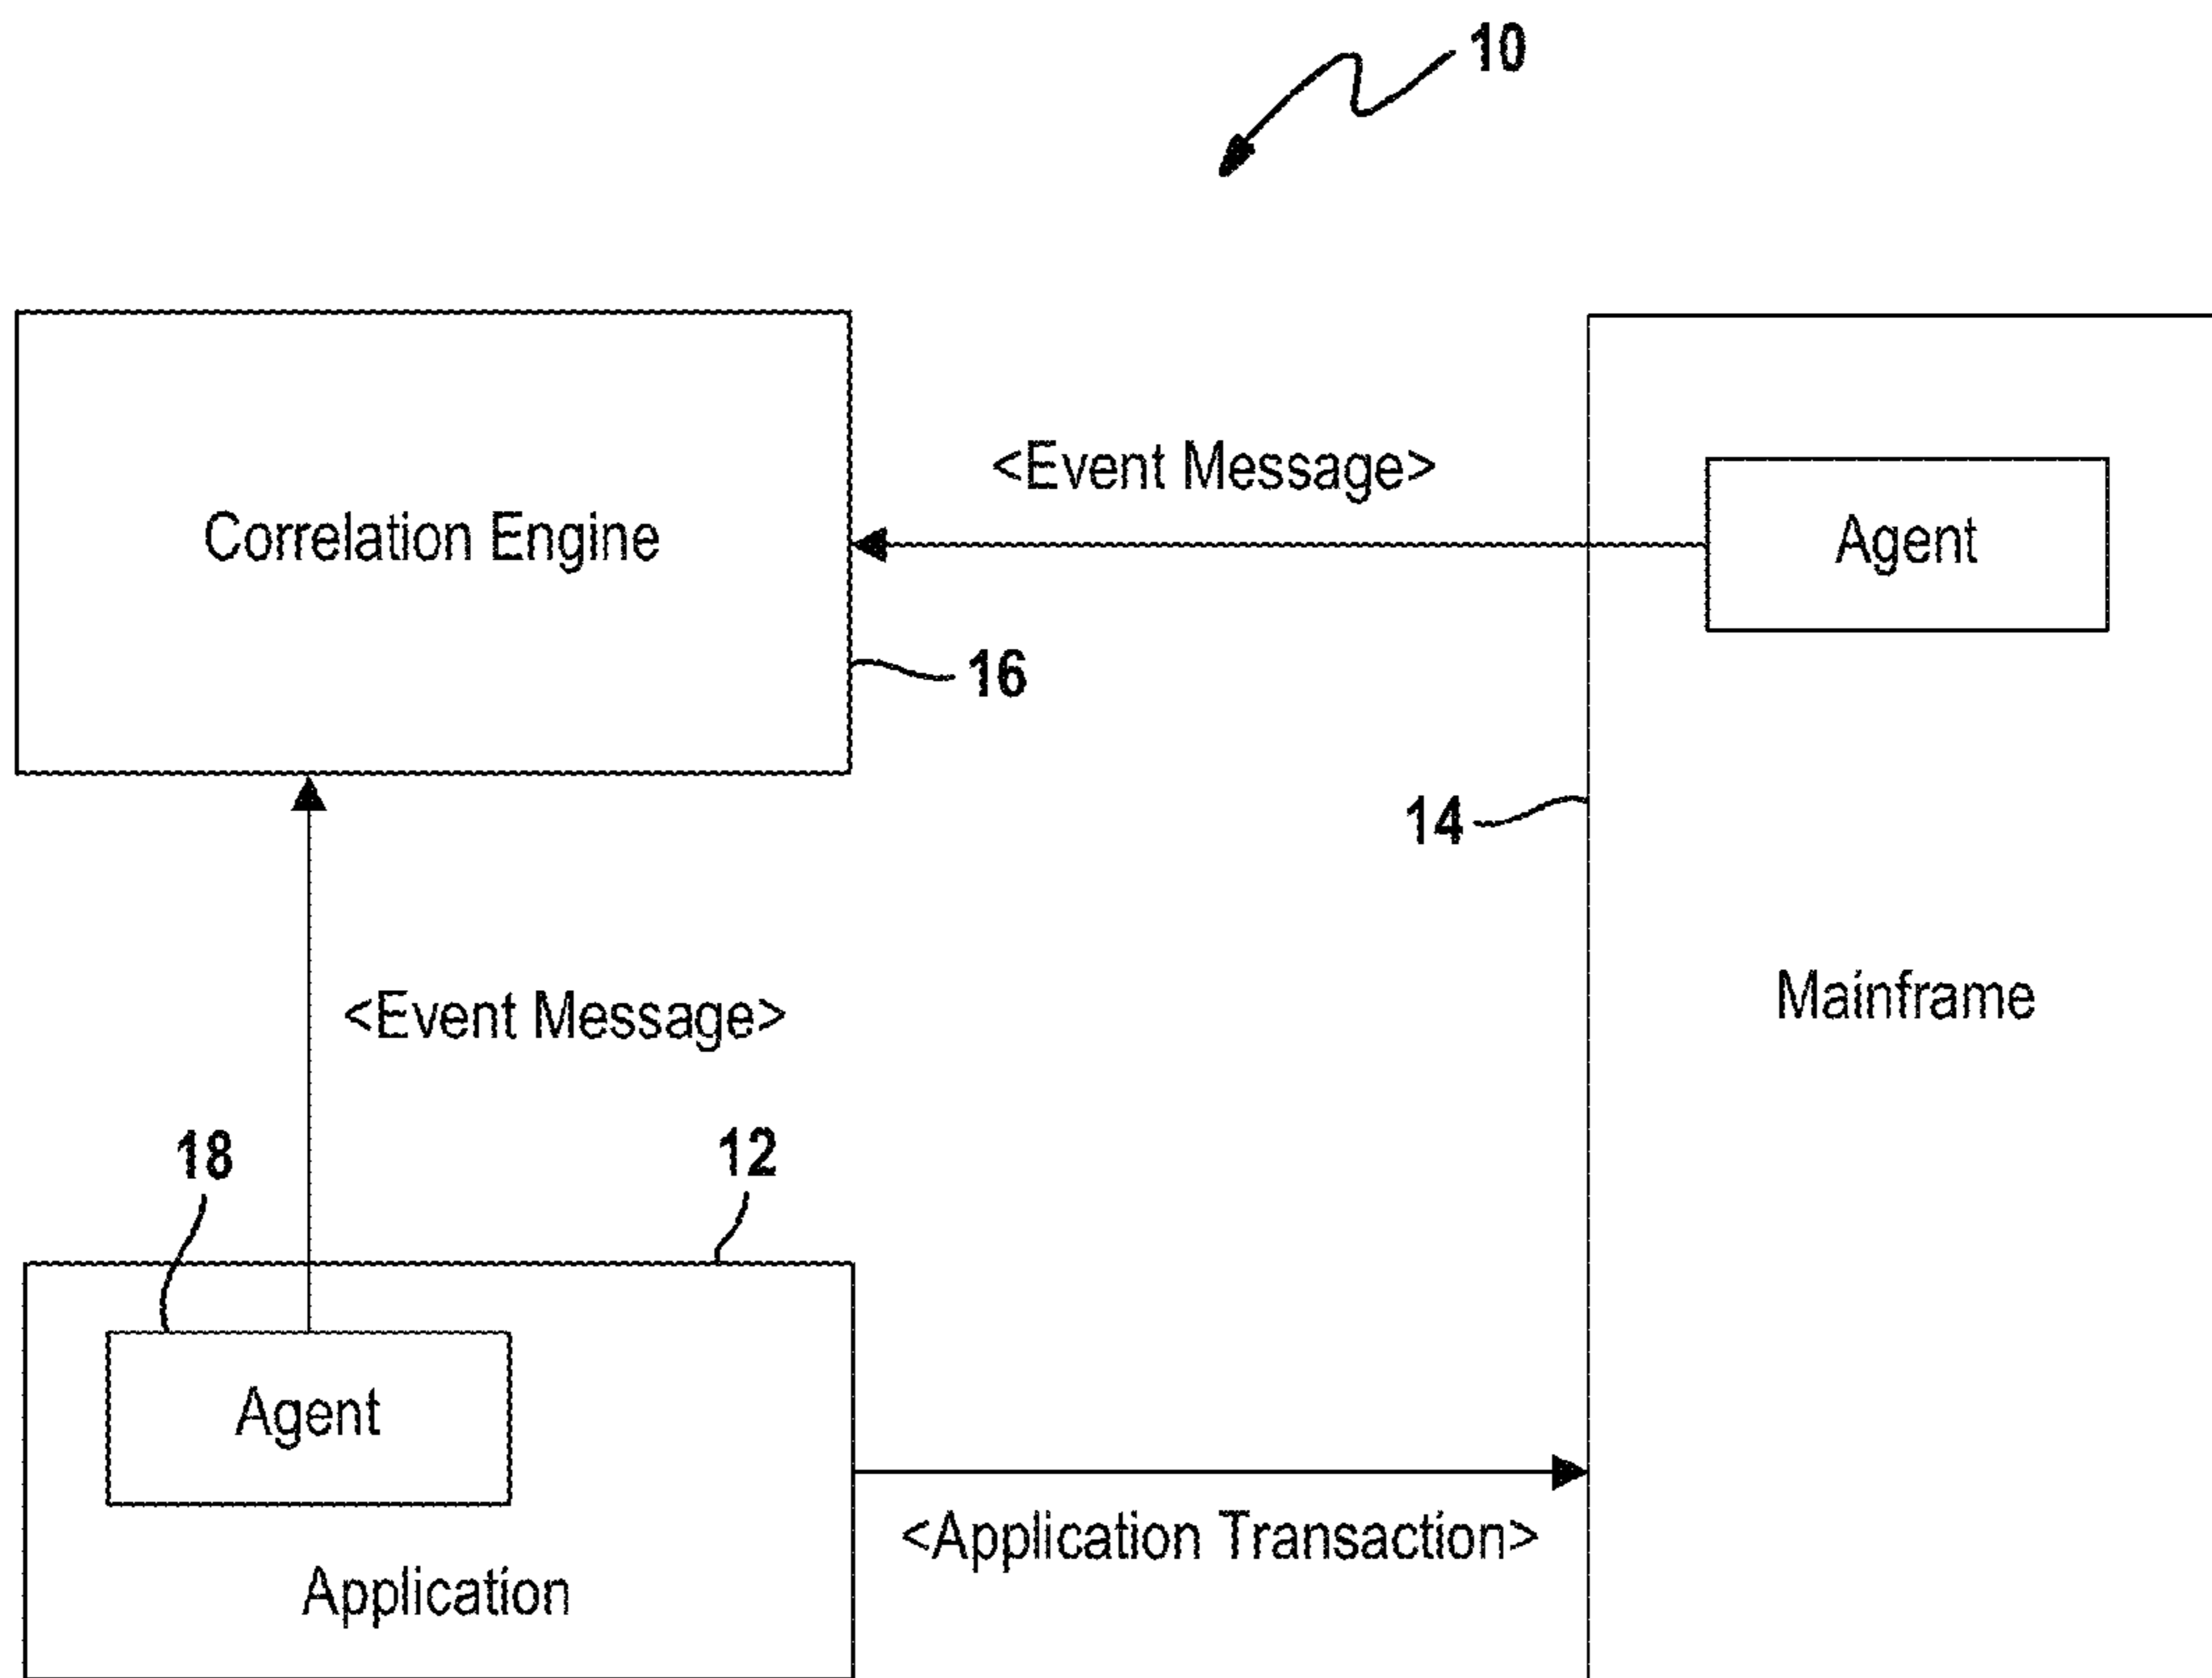 10
<Event Message>
Correlation Engine
Agent
16
14
Mainframe
<Event Message>
18
12
Agent
<Application Transaction>
Application